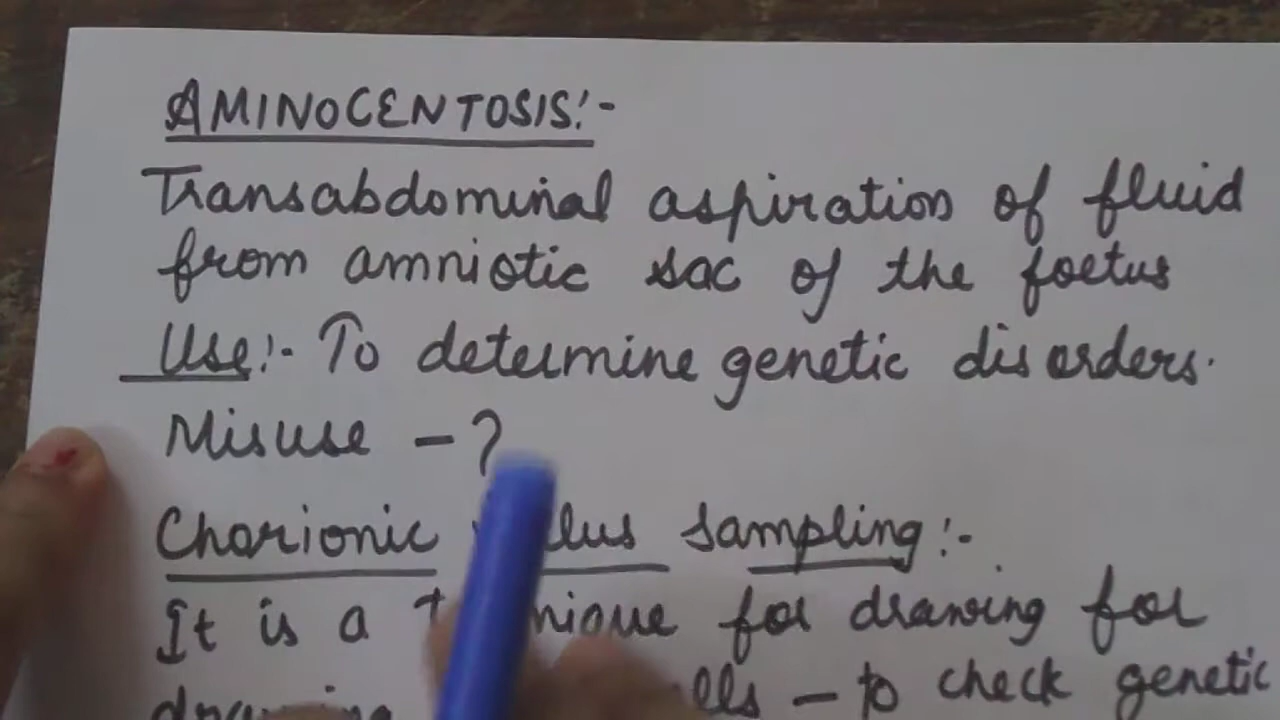 AMINOCENTOSIS:-
Transabdominal aspiration of fluid
from amniotic sac of the foetus
Use:- To determine genetic disorders.
Misuse - ?
Chorionic sampling:-
It is a for drawing for
- to check genetic